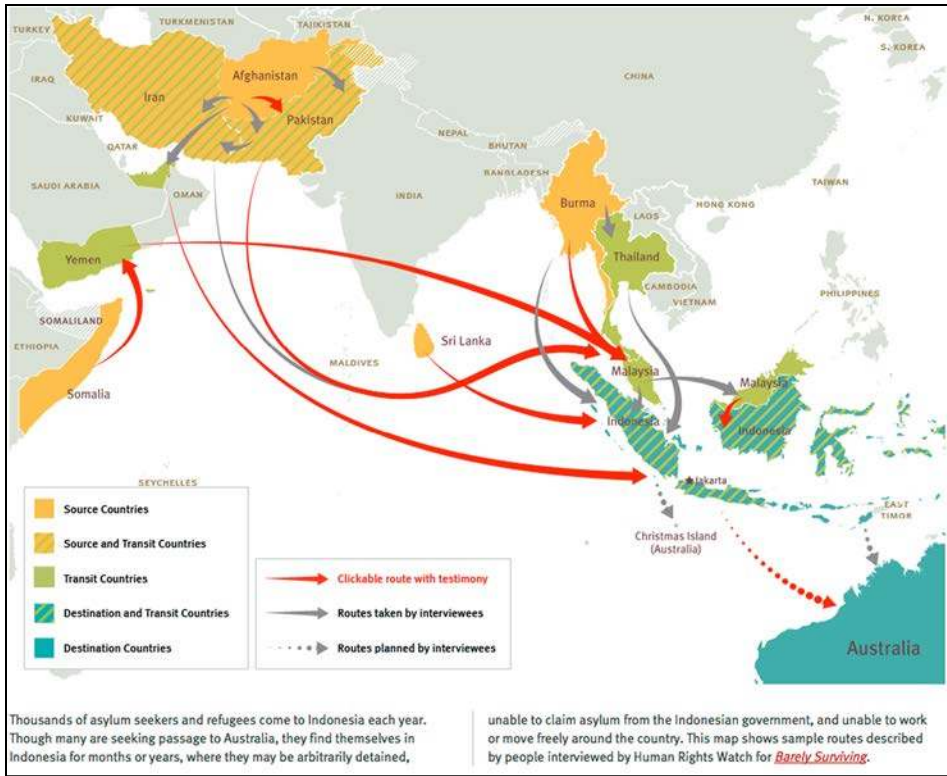 TURKEY
TURKMENISTAN
TAJIKISTAN
N. KOREA
S. KOREA
IRAQ
Afghanistan
CHINA
Iran
KUWAIT
Pakistan
NEPAL
BHUTAN
QATAR
BANGLADESH
TAIWAN
SAUDI ARABIA
OMAN
INDIA
Burma
LAOS
HONG KONG
Yemen
Thailand
CAMBODIA
VIETNAM
PHILIPPINES
SOMALILAND
ETHIOPIA
Sri Lanka
MALDIVES
Malaysia
Malaysia
Somalia
Indonesia
Indonesia
SEYCHELLES
Jakarta
EAST
TIMOR
Christmas Island
(Australia)
Australia
Source Countries
Source and Transit Countries
Transit Countries
Destination and Transit Countries
Destination Countries
Clickable route with testimony
Routes taken by interviewees
Routes planned by interviewees
Thousands of asylum seekers and refugees come to Indonesia each year.
Though many are seeking passage to Australia, they find themselves in
Indonesia for months or years, where they may be arbitrarily detained,
unable to claim asylum from the Indonesian government, and unable to work
or move freely around the country. This map shows sample routes described
by people interviewed by Human Rights Watch for Barely Surviving.